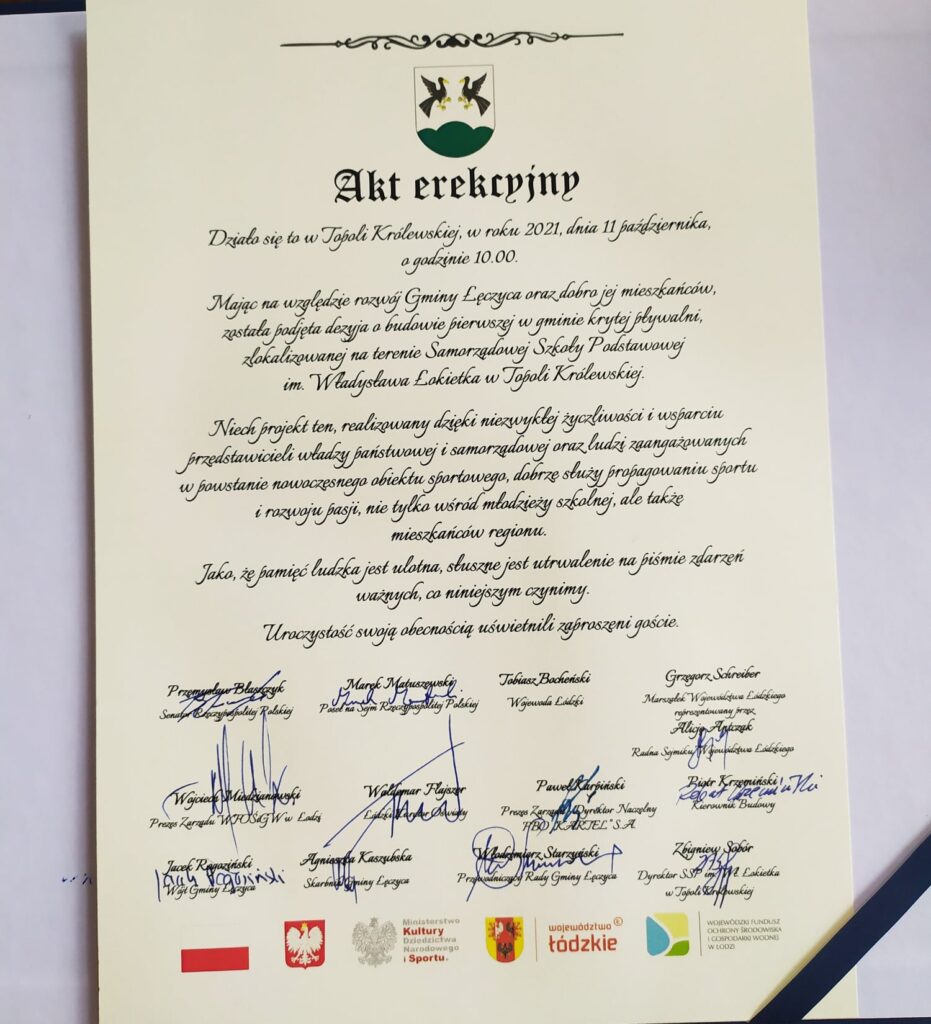 Akt erekcyjny
Działo się to w Topoli Królewskiej, w roku 2021, dnia 11 października,
o godzinie 10.00.
Mając na względzie rozwój Gminy Łęczyca oraz dobro jej mieszkańców,
została podjęta dezyja o budowie pierwszej w gminie krytej pływalni,
zlokalizowanej na terenie Samorządowej Szkoły Podstawowej
im. Władysława Łokietka w Topoli Królewskiej.
Niech projekt ten, realizowany dzięki niezwykłej życzliwości i wsparciu
przedstawicieli władzy państwowej i samorządowej oraz ludzi zaangażowanych
w powstanie nowoczesnego obiektu sportowego, dobrze służy propagowaniu sportu
i rozwoju pasji, nie tylko wśród młodzieży szkolnej, ale także
mieszkańców regionu.
Jako, że pamięć ludzka jest ulotna, słuszne jest utrwalenie na piśmie zdarzeń
ważnych, co niniejszym czynimy.
Uroczystość swoją obecnością uświetnili zaproszeni goście.
Przemysław Błaszczyk
Senator Rzeczypospolitej Polskiej
Marek Matuszewski
Poseł na Sejm Rzeczypospolitej Polskiej
Tobiasz Bocheński
Wojewoda Łódzki
Grzegorz Schreiber
Marszałek Województwa Łódzkiego
reprezentowany przez
Alicja Antczak
Radna Sejmiku Województwa Łódzkiego
Wojciech Miedzianowski
Prezes Zarządu WFOŚiGW w Łodzi
Waldemar Flajszer
Łódzki Kurator Oświaty
Paweł Karpiński
Prezes Zarządu Dyrektor Naczelny
PBO "KARTEL" S.A.
Piotr Krzemiński
Kierownik Budowy
Jacek Rogoziński
Wójt Gminy Łęczyca
Agnieszka Kaszubska
Skarbnik Gminy Łęczyca
Włodzimierz Starzyński
Przewodniczący Rady Gminy Łęczyca
Zbigniew Sobór
Dyrektor SSP im. Wł. Łokietka
w Topoli Królewskiej
Ministerstwo
Kultury
Dziedzictwa
Narodowego
i Sportu.
województwo
łódzkie
WOJEWÓDZKI FUNDUSZ
OCHRONY ŚRODOWISKA
I GOSPODARKI WODNEJ
W ŁODZI